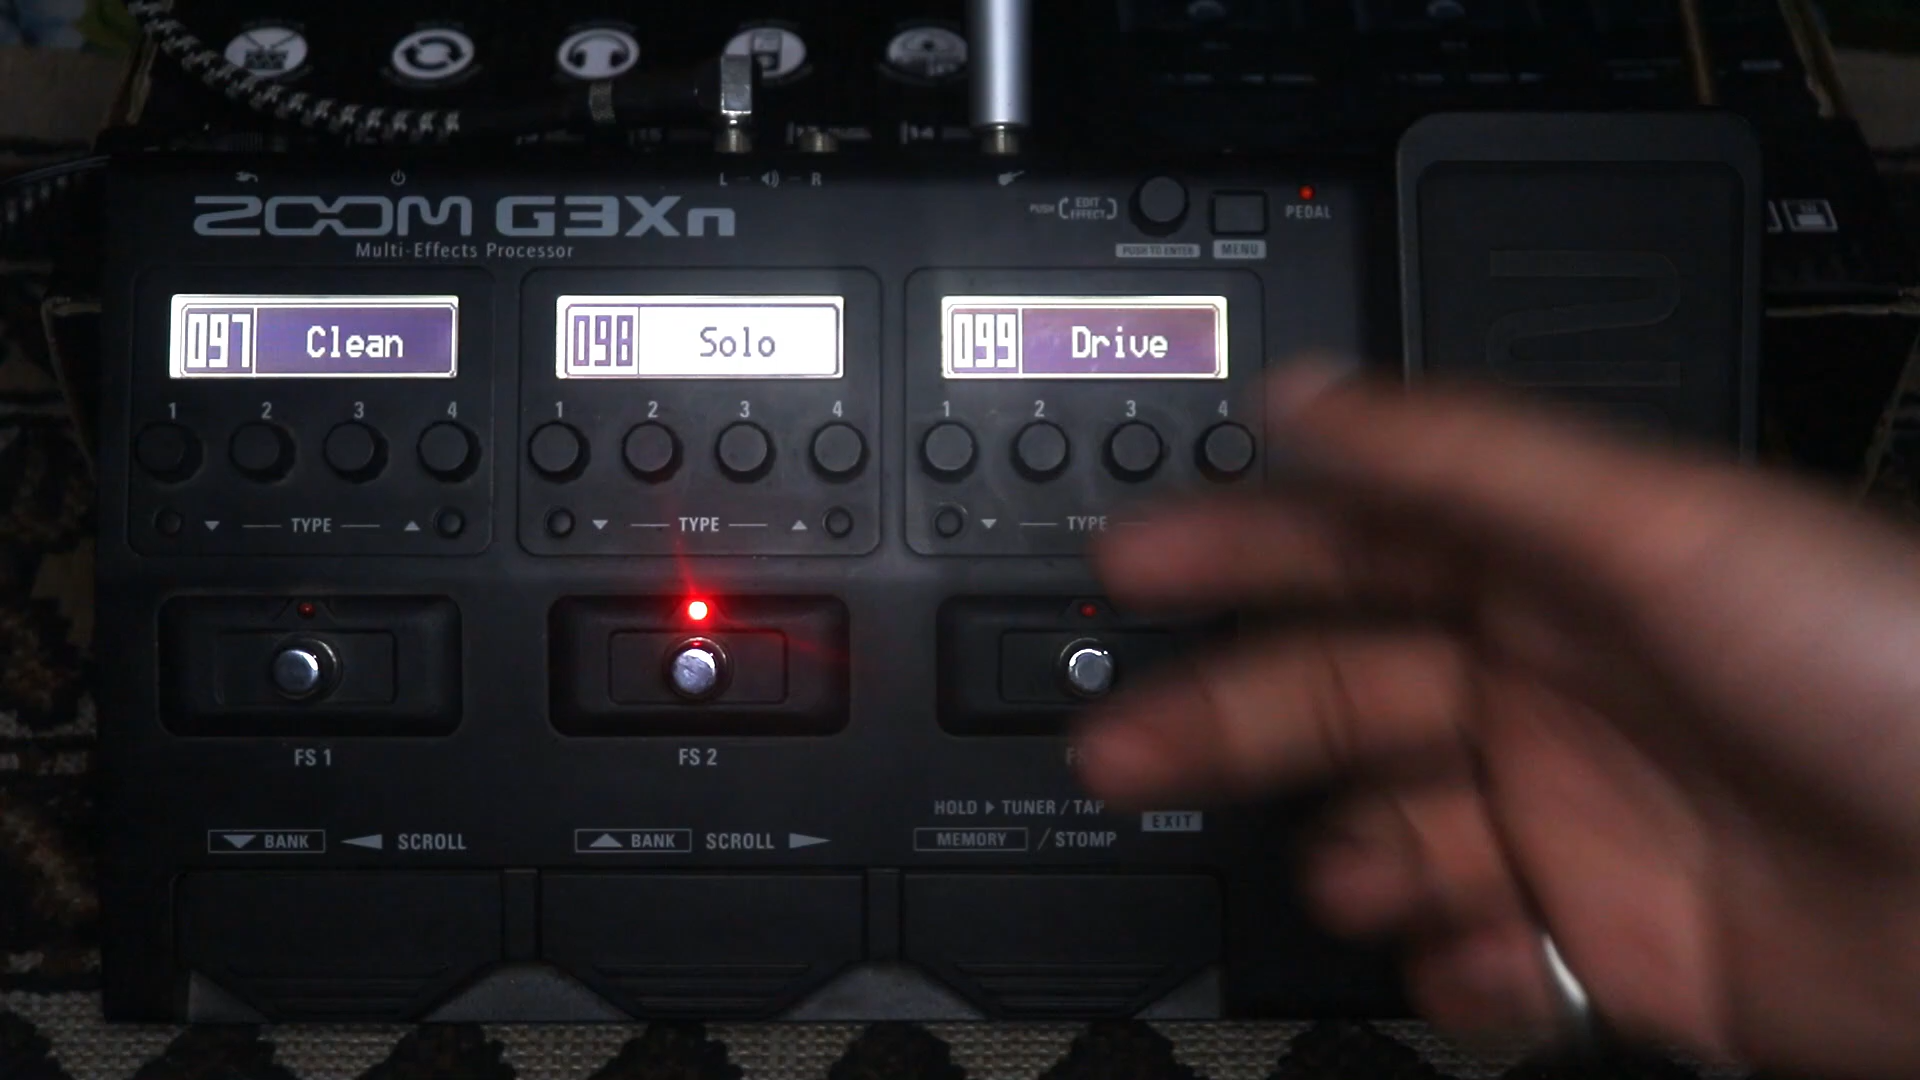 L R
ZOOM G3Xn
Multi-Effects Processor
PUSH EDIT EFFECT
PUSH TO ENTER
MENU
PEDAL
097 Clean
098 Solo
099 Drive
1 2 3 4
1 2 3 4
1 2 3 4
TYPE
TYPE
TYPE
FS 1
FS 2
HOLD TUNER / TAP
EXIT
BANK SCROLL
BANK SCROLL
MEMORY / STOMP